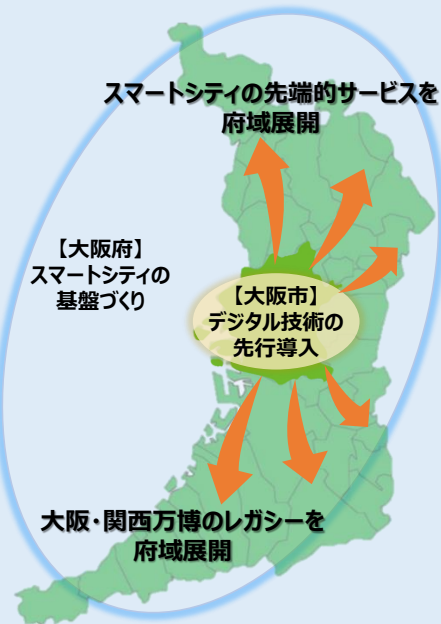 スマートシティの先端的サービスを
府域展開
【大阪府】
スマートシティの
基盤づくり
【大阪市】
デジタル技術の
先行導入
大阪・関西万博のレガシーを
府域展開